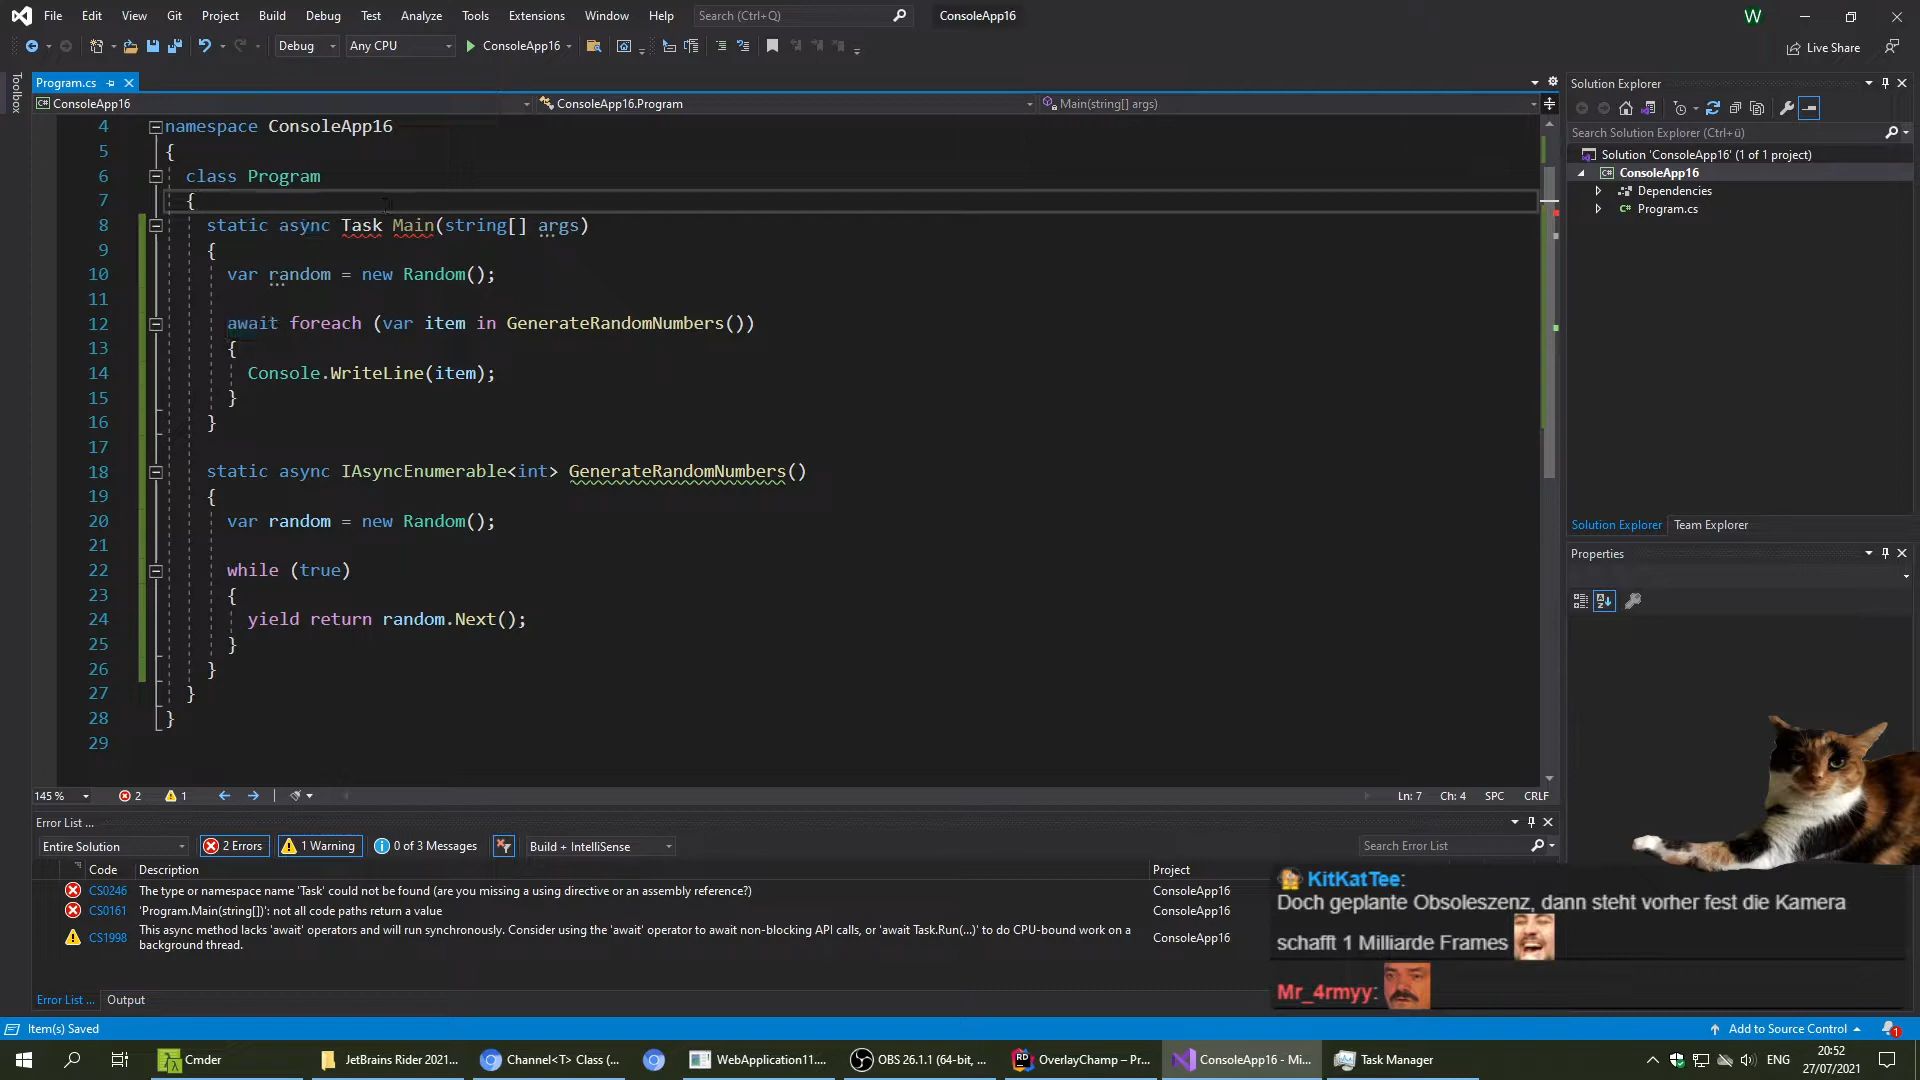 File Edit View Git Project Build Debug Test Analyze Tools Extensions Window Help Search (Ctrl+Q) ConsoleApp16 W
Debug Any CPU ConsoleApp16 Live Share
Toolbox
Program.cs
ConsoleApp16 ConsoleApp16.Program Main(string[] args)
4 namespace ConsoleApp16
5 {
6 class Program
7 {
8 static async Task Main(string[] args)
9 {
10 var random = new Random();
11
12 await foreach (var item in GenerateRandomNumbers())
13 {
14 Console.WriteLine(item);
15 }
16 }
17
18 static async IAsyncEnumerable<int> GenerateRandomNumbers()
19 {
20 var random = new Random();
21
22 while (true)
23 {
24 yield return random.Next();
25 }
26 }
27 }
28 }
29
145 % 2 1 Ln: 7 Ch: 4 SPC CRLF
Solution Explorer
Search Solution Explorer (Ctrl+ü)
Solution 'ConsoleApp16' (1 of 1 project)
ConsoleApp16
Dependencies
C# Program.cs
Solution Explorer Team Explorer
Properties
Error List ...
Entire Solution 2 Errors 1 Warning 0 of 3 Messages Build + IntelliSense Search Error List
Code Description Project
CS0246 The type or namespace name 'Task' could not be found (are you missing a using directive or an assembly reference?) ConsoleApp16
CS0161 'Program.Main(string[])': not all code paths return a value ConsoleApp16
CS1998 This async method lacks 'await' operators and will run synchronously. Consider using the 'await' operator to await non-blocking API calls, or 'await Task.Run(...)' to do CPU-bound work on a background thread. ConsoleApp16
KitKatTee:
Doch geplante Obsoleszenz, dann steht vorher fest die Kamera
schafft 1 Milliarde Frames
Mr_4rmyy:
Error List ... Output
Item(s) Saved Add to Source Control 1
Cmder JetBrains Rider 2021... Channel<T> Class (... WebApplication11.... OBS 26.1.1 (64-bit, ... OverlayChamp – Pr... ConsoleApp16 - Mi... Task Manager ENG 20:52
27/07/2021